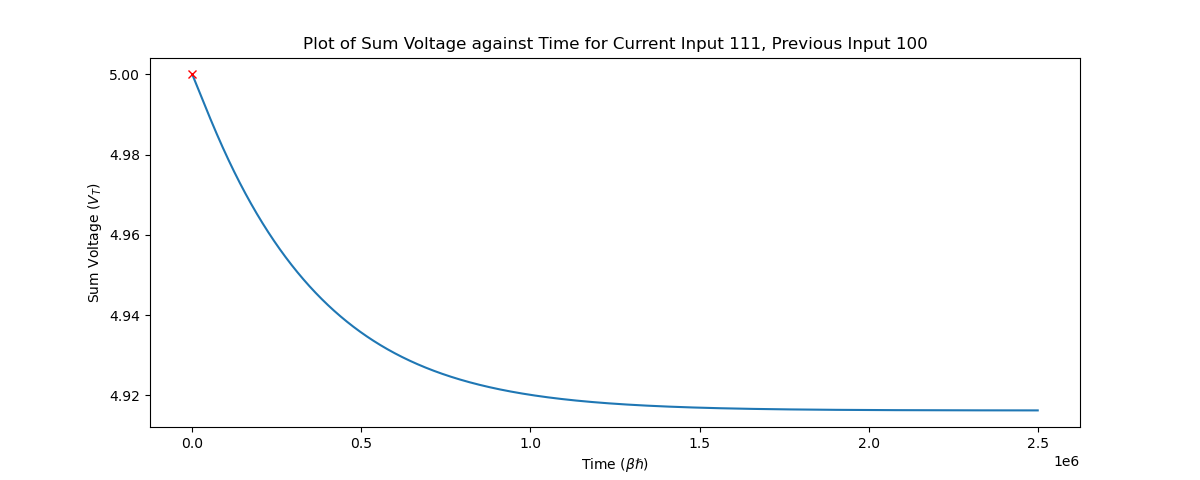 Plot of Sum Voltage against Time for Current Input 111, Previous Input 100
5.00
4.98
4.96
4.94
4.92
Sum Voltage (V_T)
0.0 0.5 1.0 1.5 2.0 2.5
1e6
Time (βℏ)